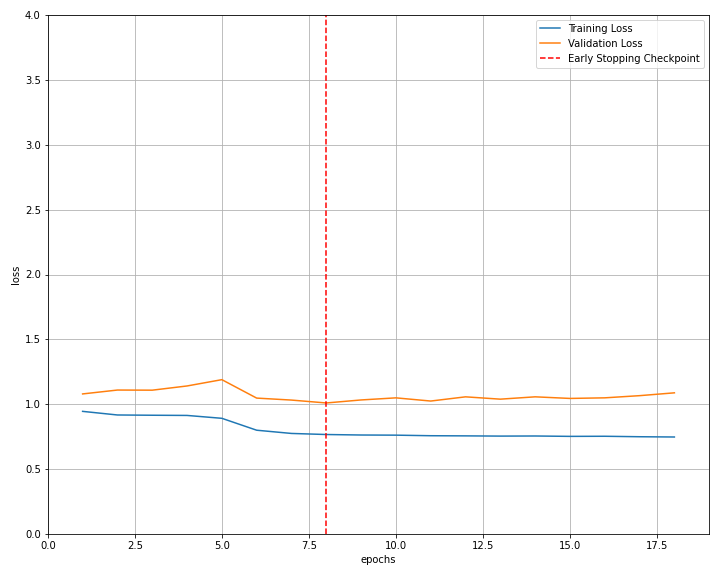 4.0
3.5
3.0
2.5
2.0
1.5
1.0
0.5
0.0
loss
0.0 2.5 5.0 7.5 10.0 12.5 15.0 17.5
epochs
Training Loss
Validation Loss
Early Stopping Checkpoint